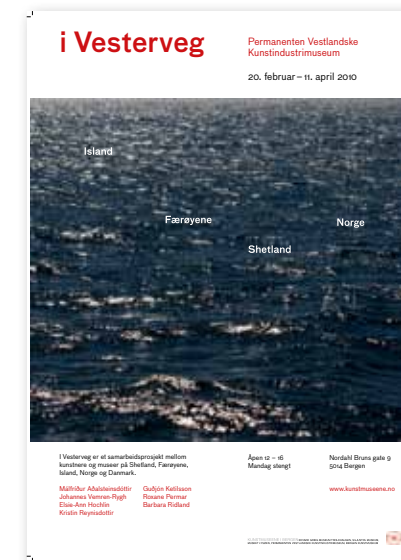 i Vesterveg
Permanenten Vestlandske
Kunstindustrimuseum
20. februar – 11. april 2010
Island
Færøyene
Norge
Shetland
I Vesterveg er et samarbeidsprosjekt mellom
kunstnere og museer på Shetland, Færøyene,
Island, Norge og Danmark.
Málfríður Aðalsteinsdóttir
Johannes Vemren-Rygh
Else-Ann Hochlin
Kristín Reynisdottir
Guðjón Ketilsson
Roxane Permar
Barbara Ridland
Åpen 12 – 16
Mandag stengt
Nordahl Bruns gate 9
5014 Bergen
www.kunstmuseene.no